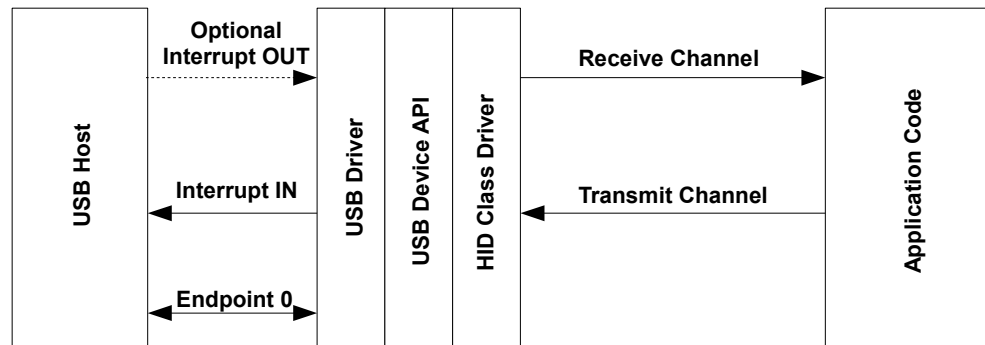 USB Host
Optional
Interrupt OUT
Interrupt IN
Endpoint 0
USB Driver
USB Device API
HID Class Driver
Receive Channel
Transmit Channel
Application Code